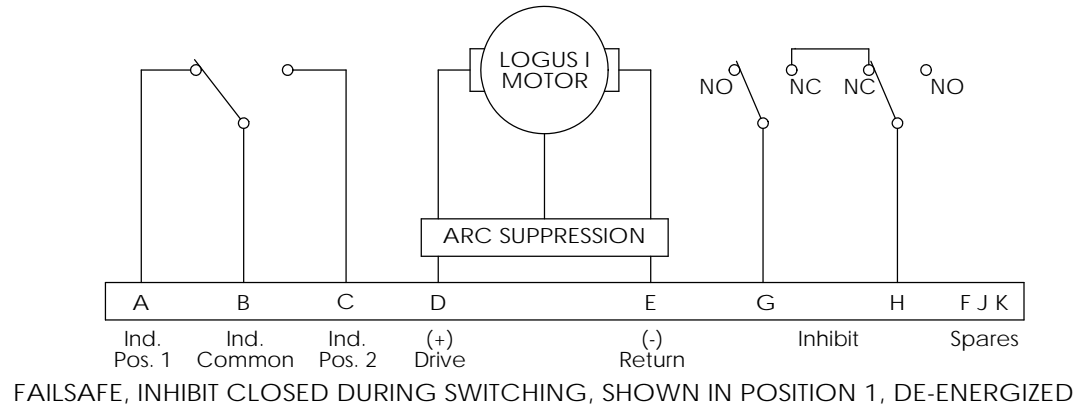 LOGUS I
MOTOR
NO NC NC NO
ARC SUPPRESSION
A B C D E G H F J K
Ind. Ind. Ind. (+) (-) Inhibit Spares
Pos. 1 Common Pos. 2 Drive Return
FAILSAFE, INHIBIT CLOSED DURING SWITCHING, SHOWN IN POSITION 1, DE-ENERGIZED